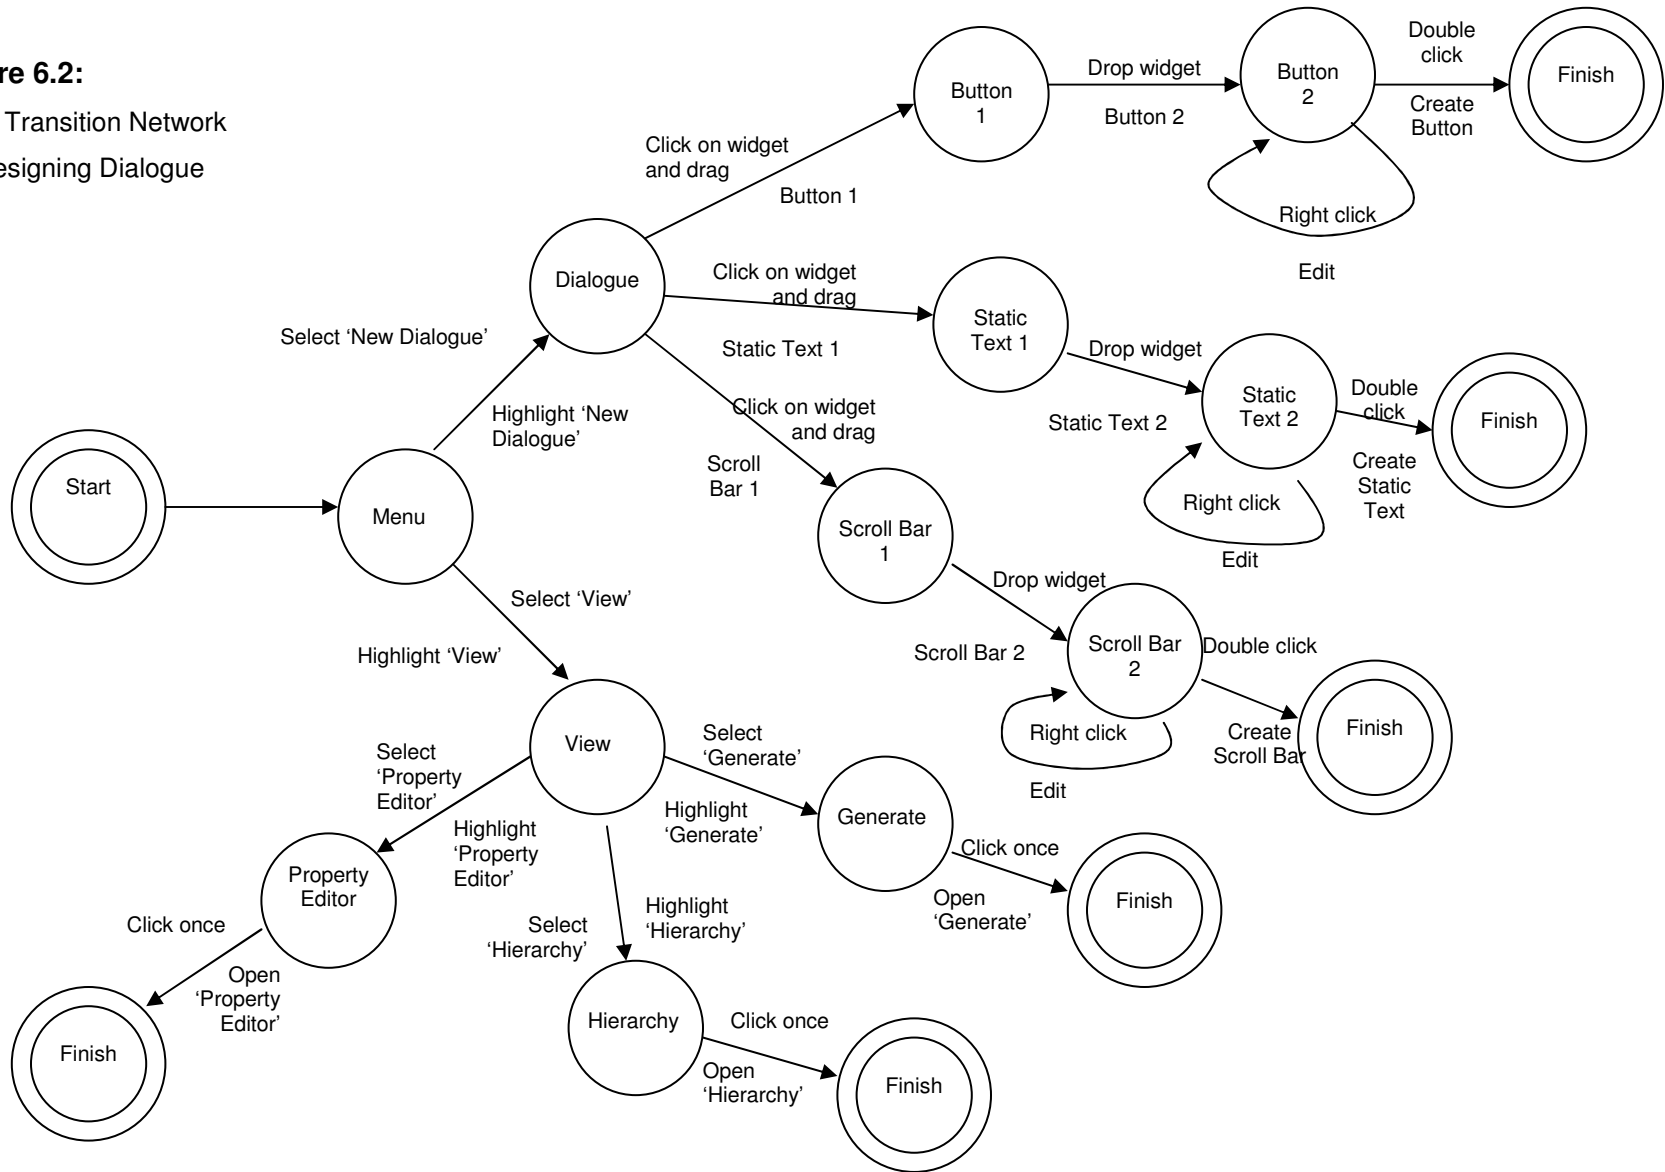 re 6.2:
Transition Network
esigning Dialogue
Double
click
Button
1
Drop widget
Button 2
Button
2
Create
Button
Finish
Click on widget
and drag
Button 1
Right click
Edit
Dialogue
Click on widget
and drag
Static Text 1
Static
Text 1
Drop widget
Static Text 2
Static
Text 2
Double
click
Finish
Create
Static
Text
Right click
Edit
Select ‘New Dialogue’
Highlight ‘New
Dialogue’
Click on widget
and drag
Scroll
Bar 1
Scroll Bar
1
Drop widget
Scroll Bar 2
Scroll Bar
2
Double click
Create
Scroll Bar
Finish
Right click
Edit
Start
Menu
Select ‘View’
Highlight ‘View’
View
Select
‘Generate’
Highlight
‘Generate’
Generate
Click once
Open
‘Generate’
Finish
Select
‘Property
Editor’
Highlight
‘Property
Editor’
Property
Editor
Click once
Open
‘Property
Editor’
Finish
Select
‘Hierarchy’
Highlight
‘Hierarchy’
Hierarchy
Click once
Open
‘Hierarchy’
Finish